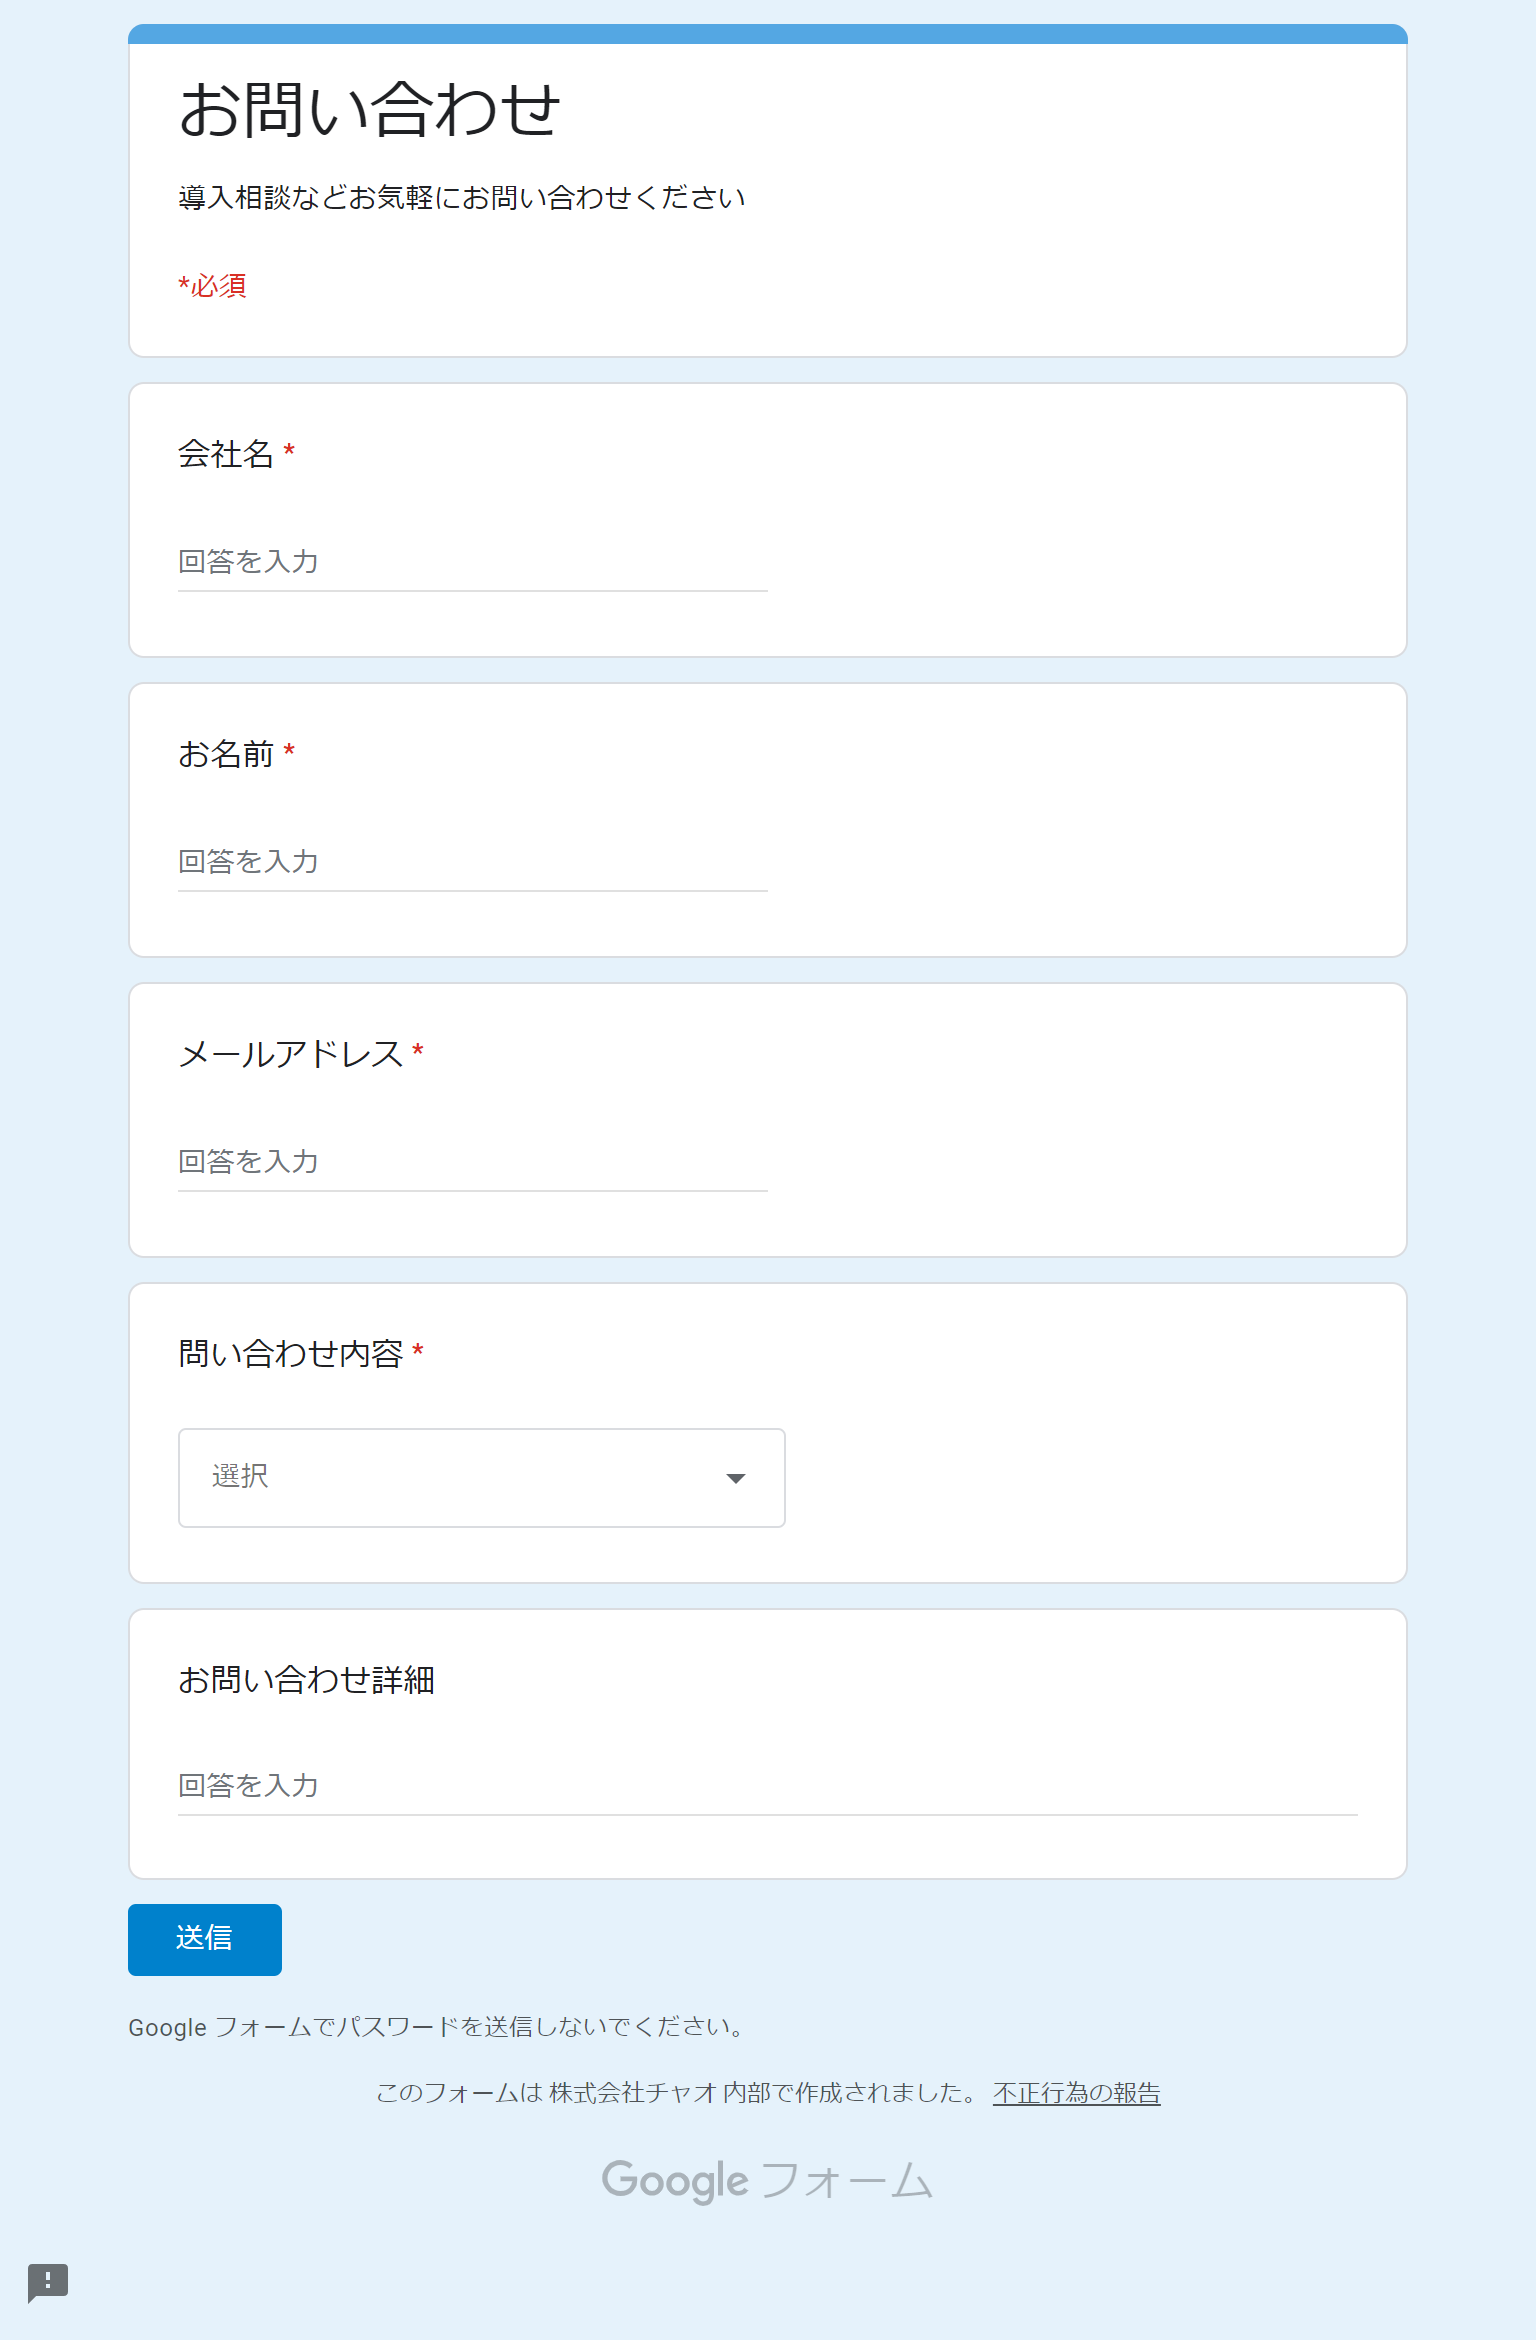 お問い合わせ
導入相談などお気軽にお問い合わせください
*必須
会社名 *
回答を入力
お名前 *
回答を入力
メールアドレス *
回答を入力
問い合わせ内容 *
選択
お問い合わせ詳細
回答を入力
送信
Google フォームでパスワードを送信しないでください。
このフォームは 株式会社チャオ 内部で作成されました。 不正行為の報告
Google フォーム